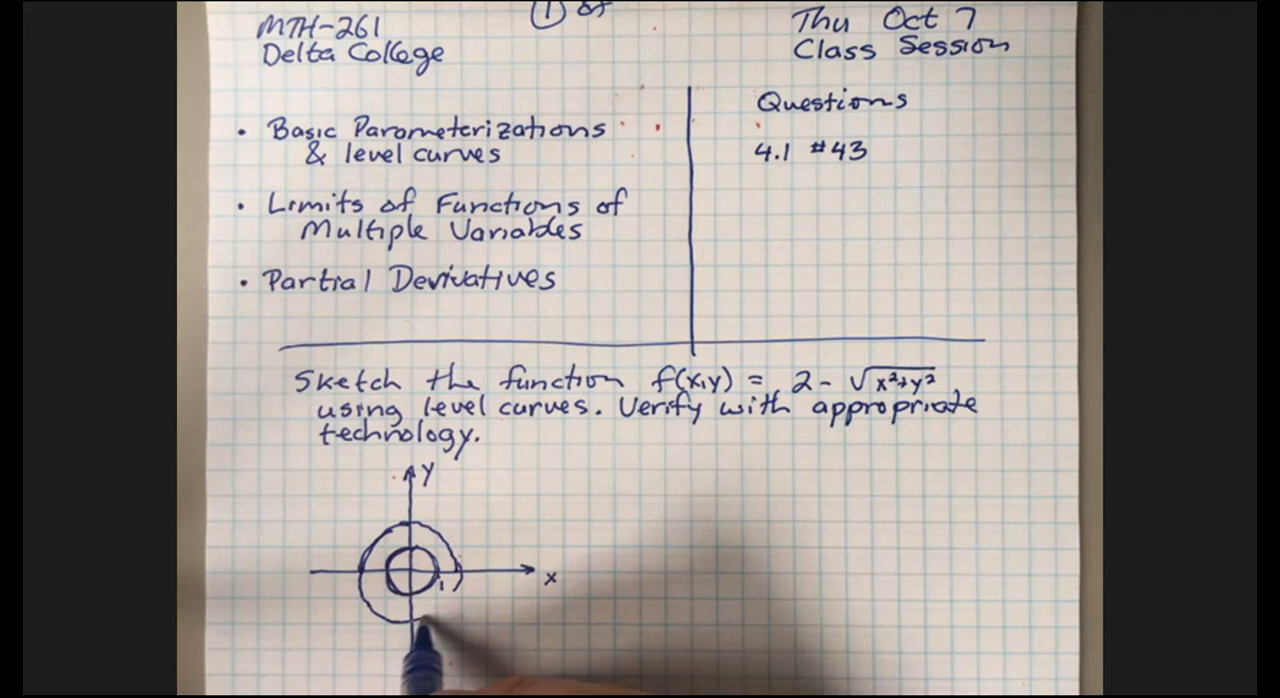 ① of
MTH-261
Delta College
Thu Oct 7
Class Session
• Basic Parameterizations
& level curves
• Limits of Functions of
Multiple Variables
• Partial Derivatives
Questions
4.1 #43
Sketch the function f(x,y) = 2 - √x²+y²
using level curves. Verify with appropriate
technology.
y
1
x